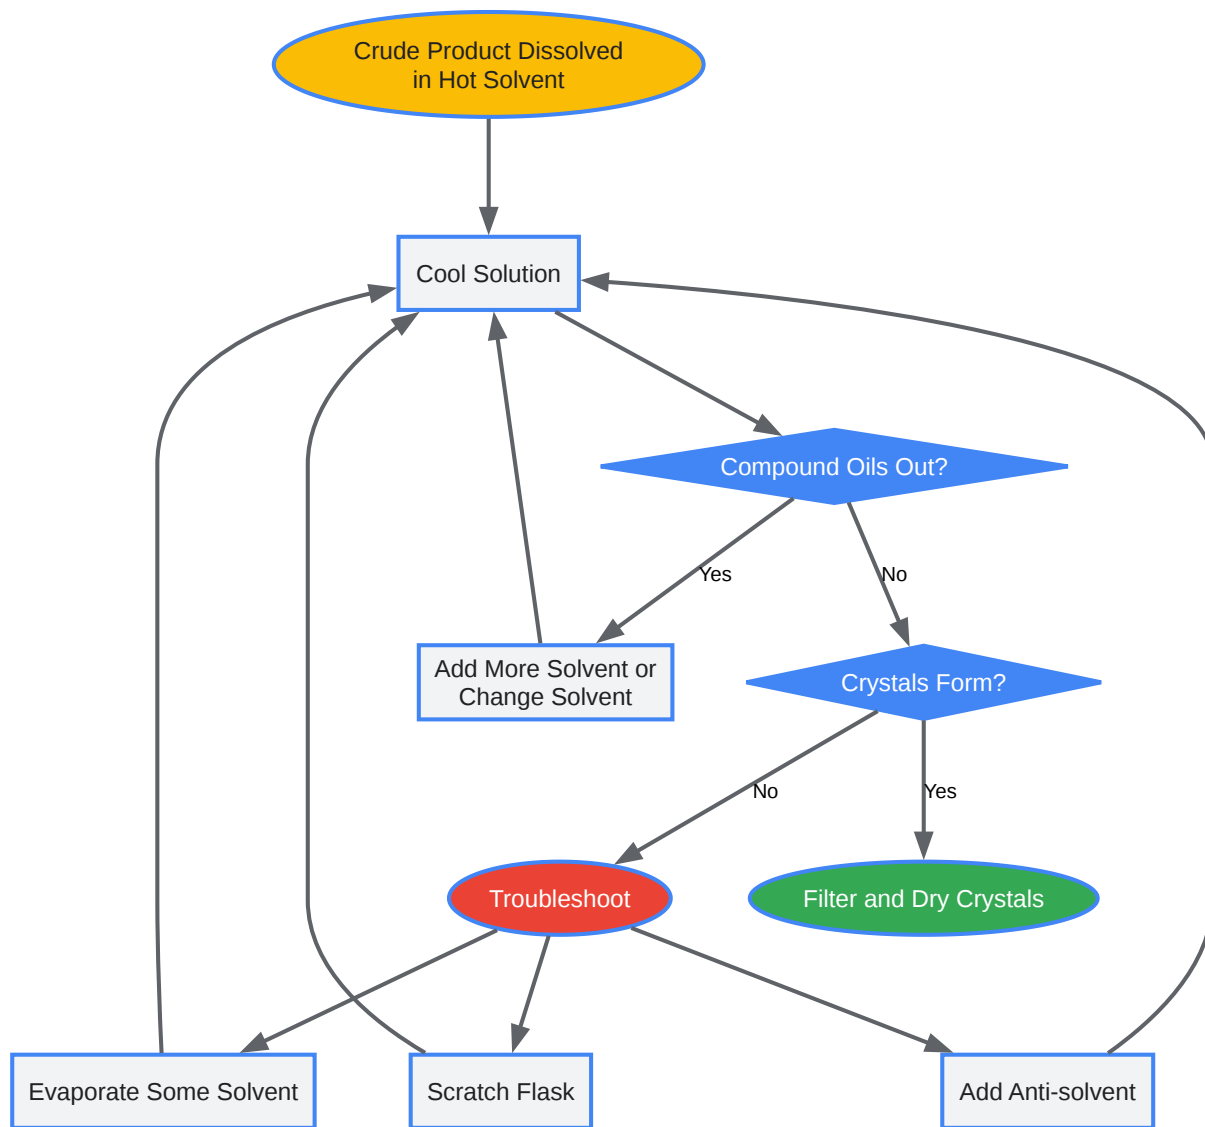 Crude Product Dissolved
in Hot Solvent
Cool Solution
Compound Oils Out?
Yes
No
Add More Solvent or
Change Solvent
Crystals Form?
No
Yes
Troubleshoot
Filter and Dry Crystals
Evaporate Some Solvent
Scratch Flask
Add Anti-solvent